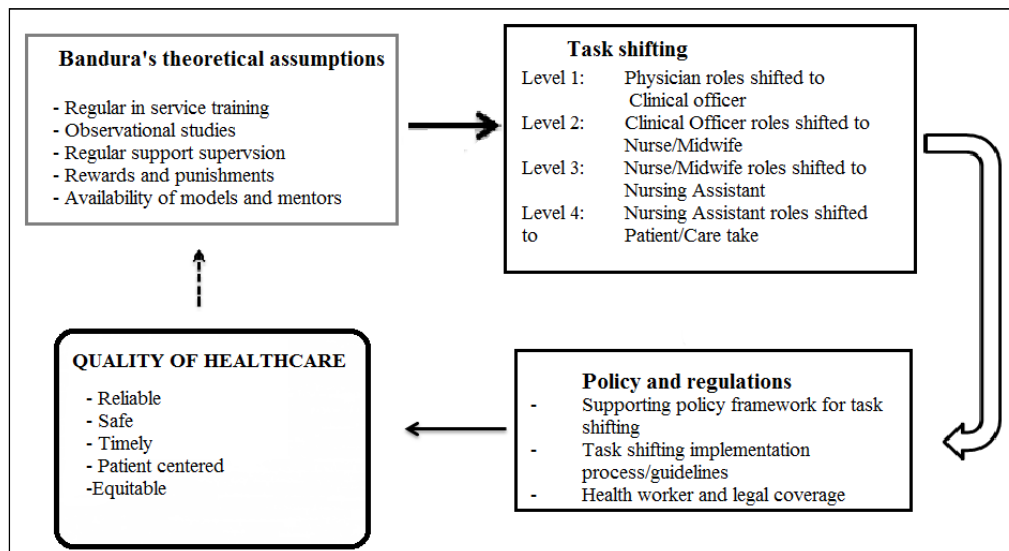 Bandura's theoretical assumptions
- Regular in service training
- Observational studies
- Regular support supervsion
- Rewards and punishments
- Availability of models and mentors
Task shifting
Level 1: Physician roles shifted to
Clinical officer
Level 2: Clinical Officer roles shifted to
Nurse/Midwife
Level 3: Nurse/Midwife roles shifted to
Nursing Assistant
Level 4: Nursing Assistant roles shifted
to Patient/Care take
Policy and regulations
- Supporting policy framework for task
shifting
- Task shifting implementation
process/guidelines
- Health worker and legal coverage
QUALITY OF HEALTHCARE
- Reliable
- Safe
- Timely
- Patient centered
-Equitable